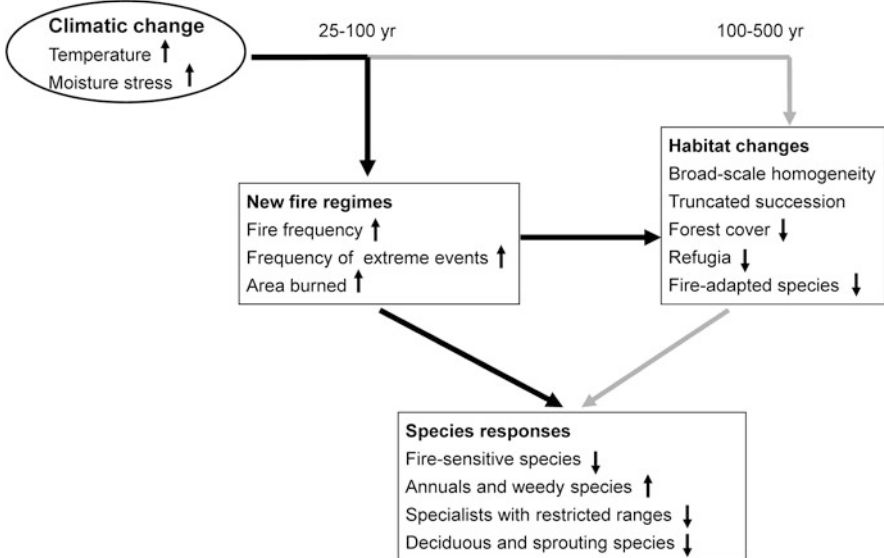 Climatic change
Temperature ↑
Moisture stress ↑
25-100 yr
100-500 yr
Habitat changes
Broad-scale homogeneity
Truncated succession
Forest cover ↓
Refugia ↓
Fire-adapted species ↓
New fire regimes
Fire frequency ↑
Frequency of extreme events ↑
Area burned ↑
Species responses
Fire-sensitive species ↓
Annuals and weedy species ↑
Specialists with restricted ranges ↓
Deciduous and sprouting species ↓